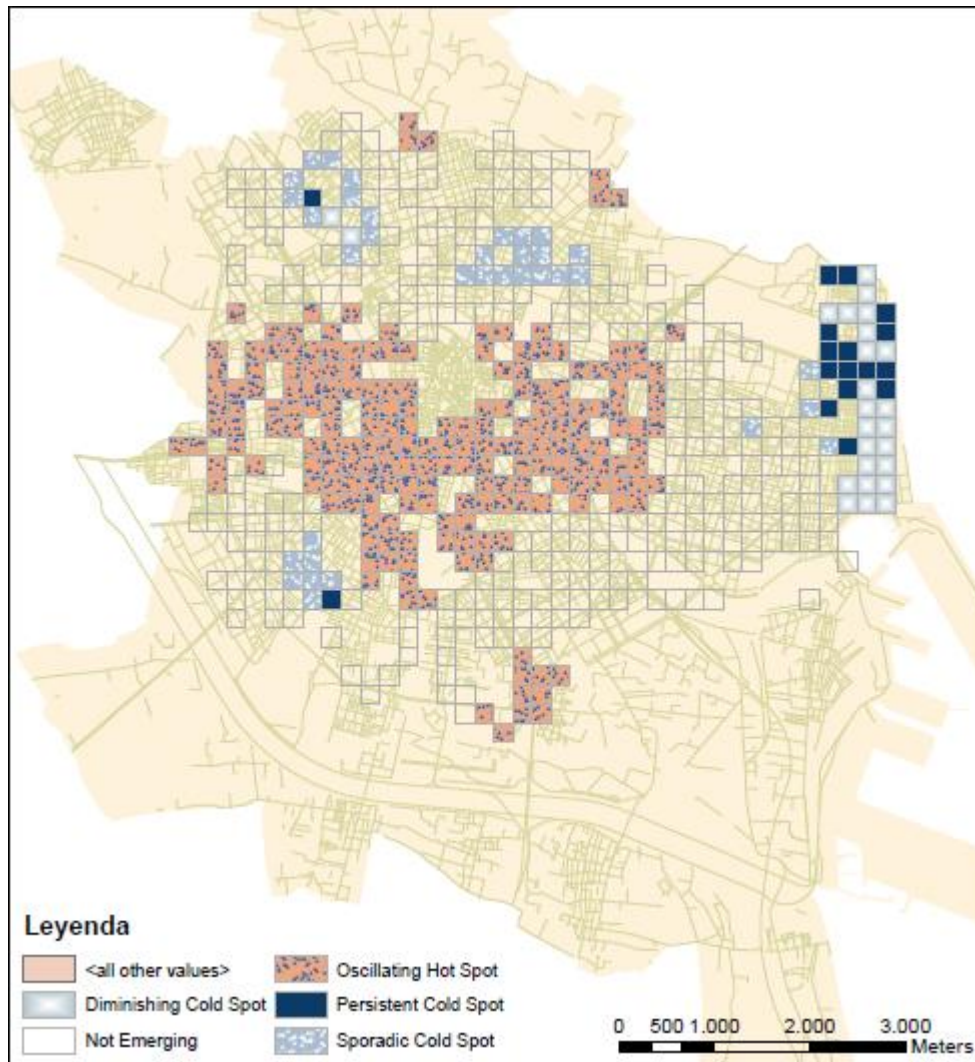 Leyenda
<all other values>
Diminishing Cold Spot
Not Emerging
Oscillating Hot Spot
Persistent Cold Spot
Sporadic Cold Spot
0 500 1.000 2.000 3.000
Meters